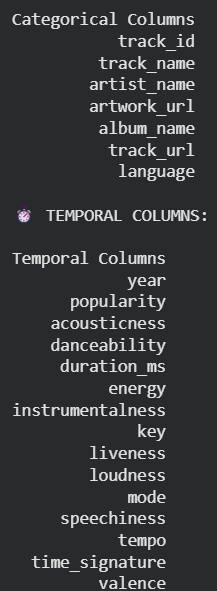 Categorical Columns
track_id
track_name
artist_name
artwork_url
album_name
track_url
language
⏰ TEMPORAL COLUMNS:
Temporal Columns
year
popularity
acousticness
danceability
duration_ms
energy
instrumentalness
key
liveness
loudness
mode
speechiness
tempo
time_signature
valence